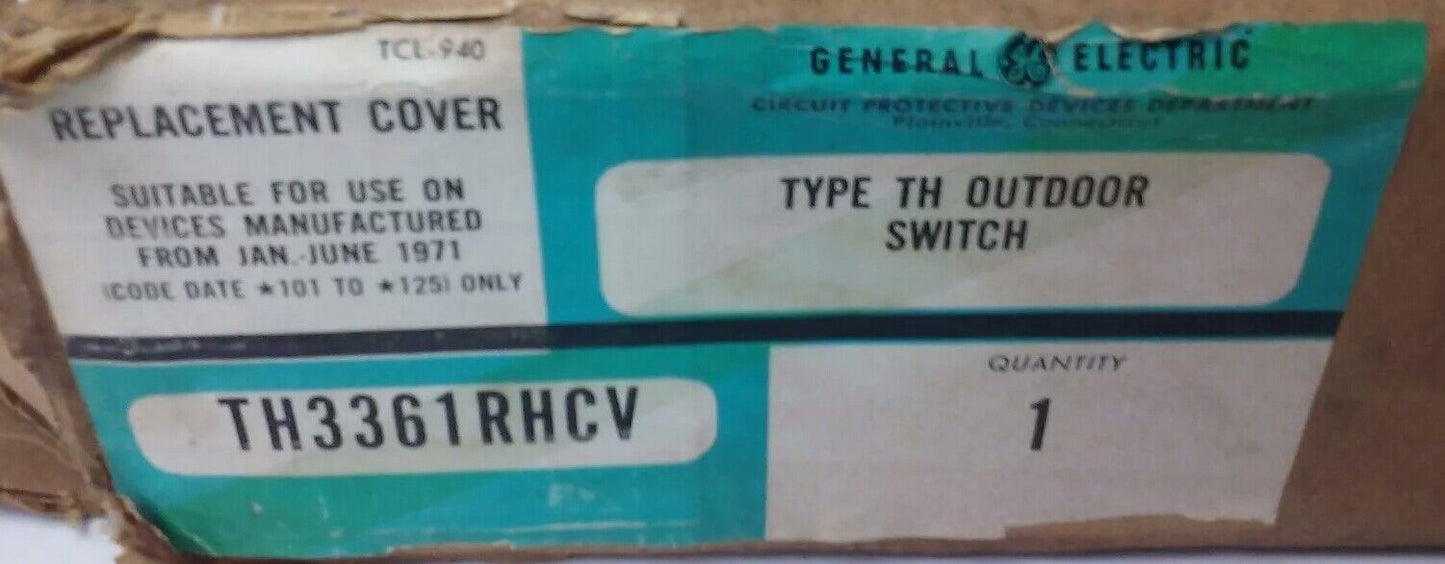 TCL-940
REPLACEMENT COVER
SUITABLE FOR USE ON
DEVICES MANUFACTURED
FROM JAN.-JUNE 1971
(CODE DATE ★101 TO ★125) ONLY
GENERAL GE ELECTRIC
CIRCUIT PROTECTIVE DEVICES DEPARTMENT
Plainville, Connecticut
TYPE TH OUTDOOR
SWITCH
TH3361RHCV
QUANTITY
1